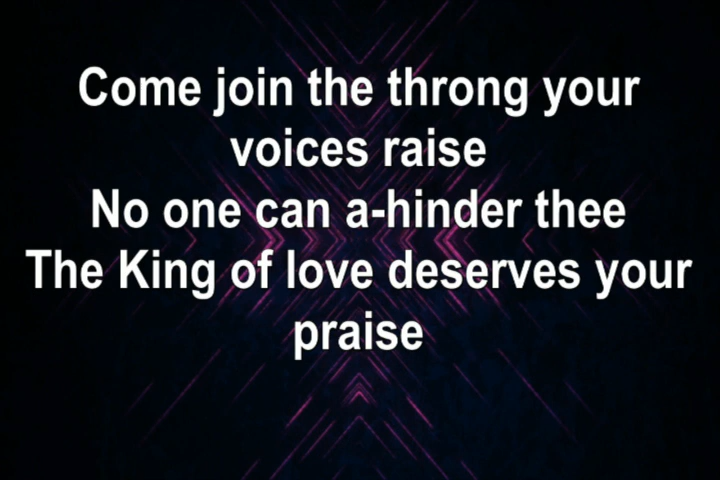 Come join the throng your
voices raise
No one can a-hinder thee
The King of love deserves your
praise